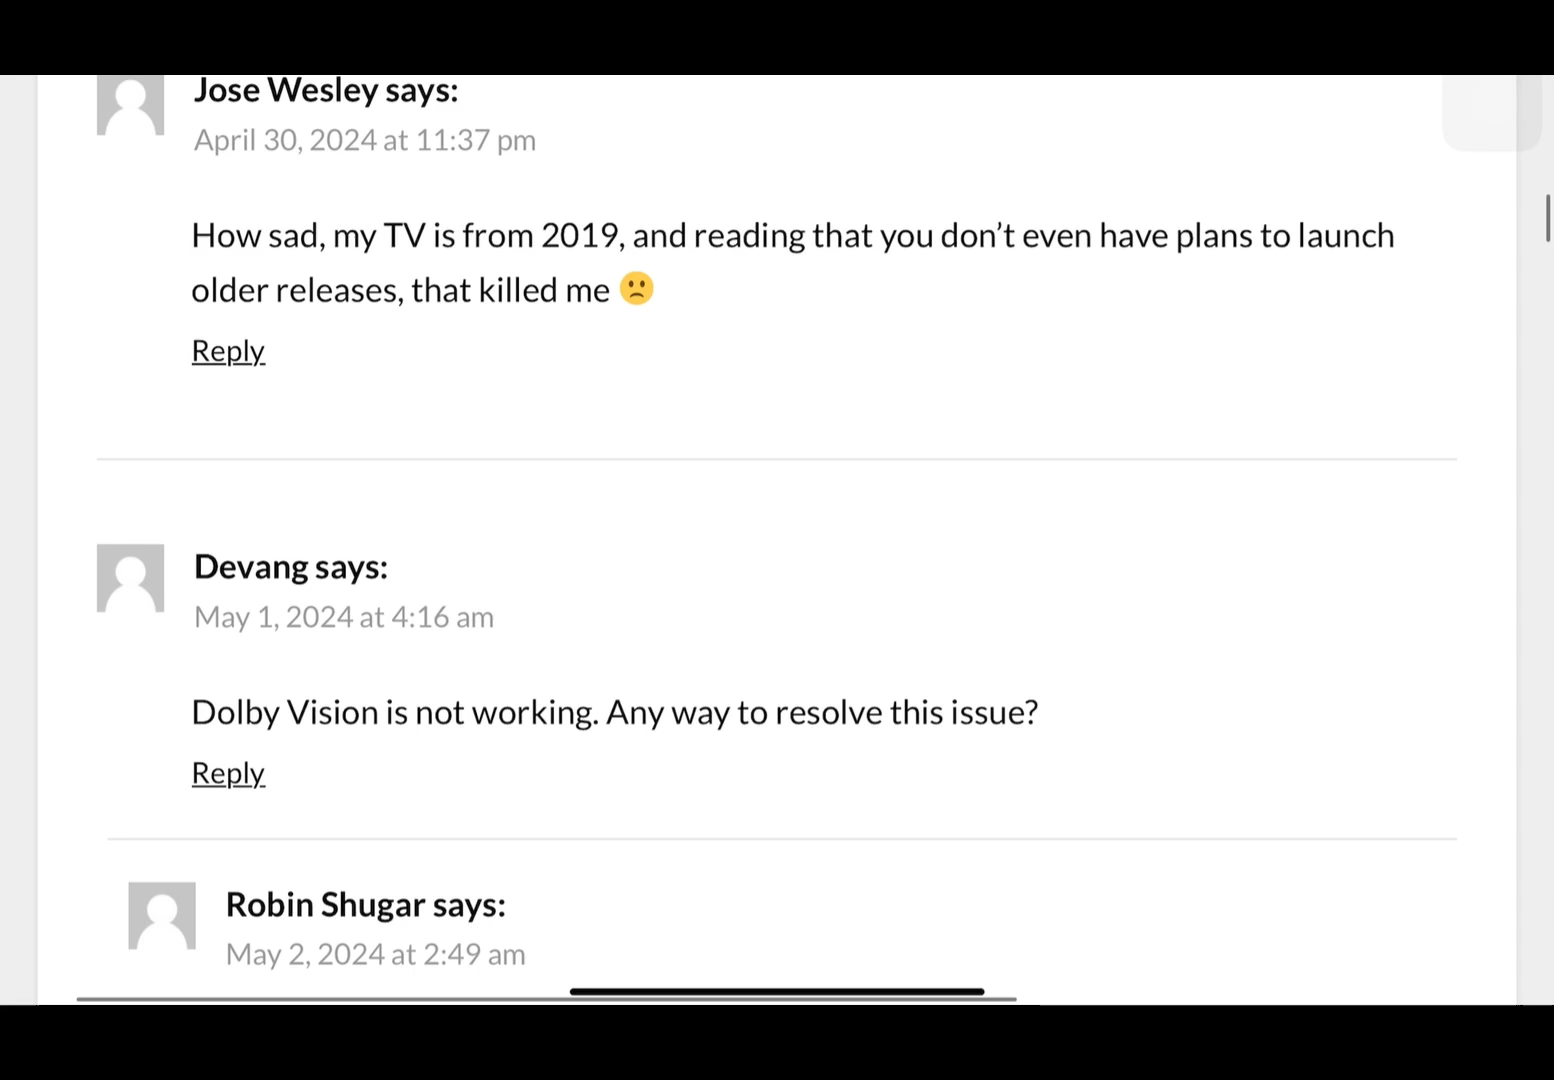 Jose Wesley says:
April 30, 2024 at 11:37 pm
How sad, my TV is from 2019, and reading that you don’t even have plans to launch
older releases, that killed me 🙁
Reply
Devang says:
May 1, 2024 at 4:16 am
Dolby Vision is not working. Any way to resolve this issue?
Reply
Robin Shugar says:
May 2, 2024 at 2:49 am